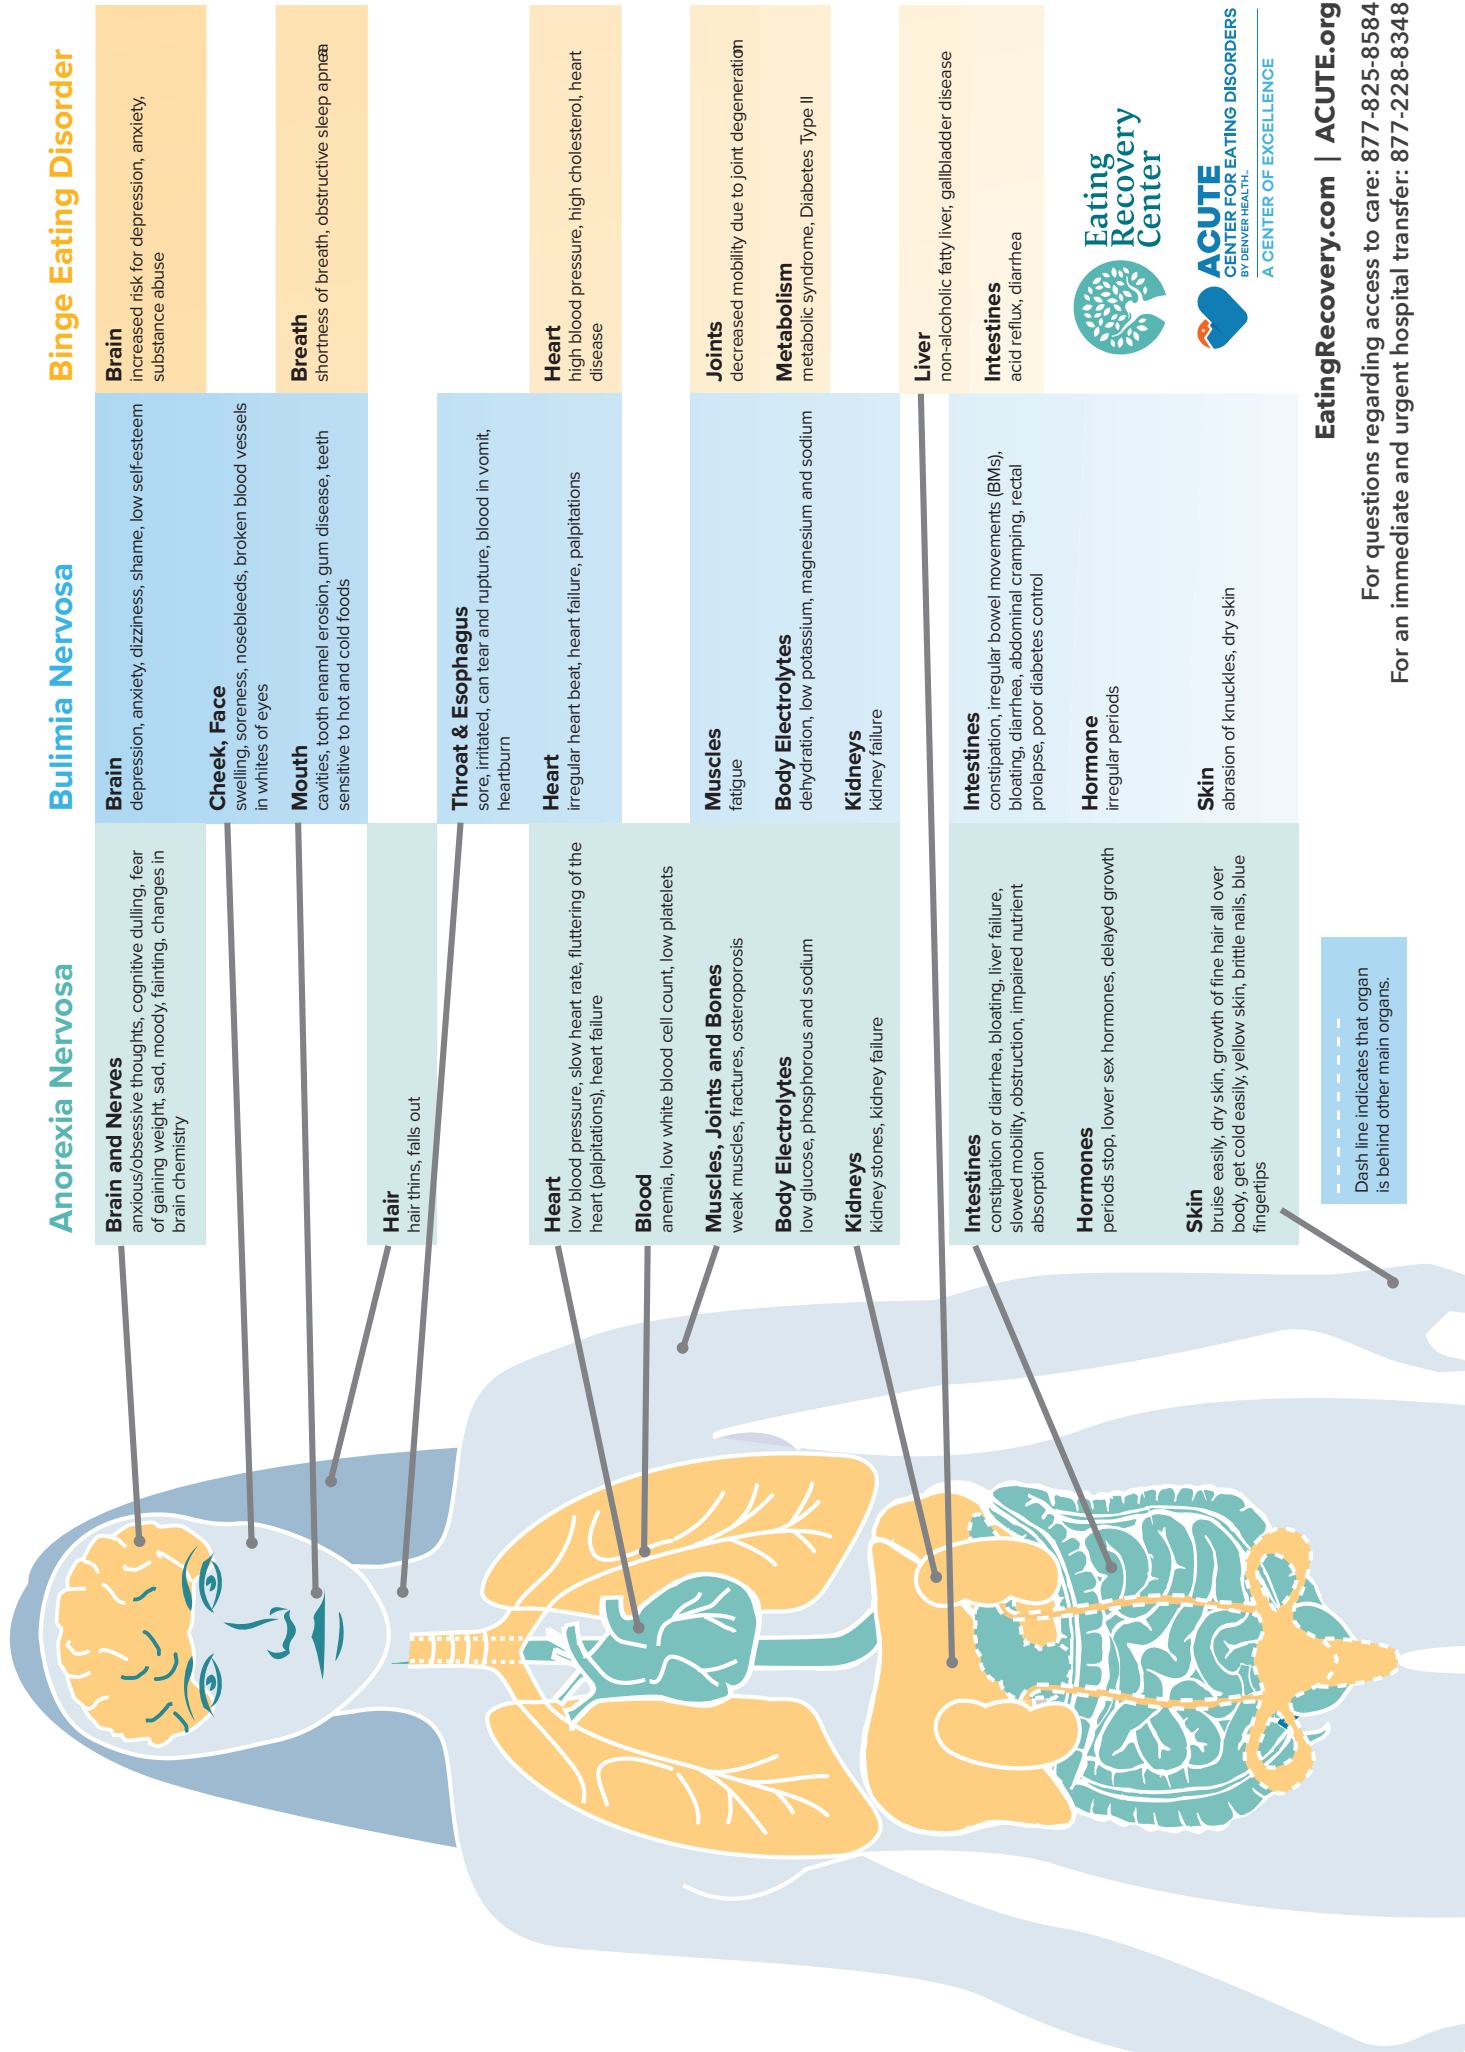 Anorexia Nervosa
Brain and Nerves
anxious/obsessive thoughts, cognitive dulling, fear
of gaining weight, sad, moody, fainting, changes in
brain chemistry
Hair
hair thins, falls out
Heart
low blood pressure, slow heart rate, fluttering of the
heart (palpitations), heart failure
Blood
anemia, low white blood cell count, low platelets
Muscles, Joints and Bones
weak muscles, fractures, osteroporosis
Body Electrolytes
low glucose, phosphorous and sodium
Kidneys
kidney stones, kidney failure
Intestines
constipation or diarrhea, bloating, liver failure,
slowed mobility, obstruction, impaired nutrient
absorption
Hormones
periods stop, lower sex hormones, delayed growth
Skin
bruise easily, dry skin, growth of fine hair all over
body, get cold easily, yellow skin, brittle nails, blue
fingertips
Dash line indicates that organ
is behind other main organs.
Bulimia Nervosa
Brain
depression, anxiety, dizziness, shame, low self-esteem
Cheek, Face
swelling, soreness, nosebleeds, broken blood vessels
in whites of eyes
Mouth
cavities, tooth enamel erosion, gum disease, teeth
sensitive to hot and cold foods
Throat & Esophagus
sore, irritated, can tear and rupture, blood in vomit,
heartburn
Heart
irregular heart beat, heart failure, palpitations
Muscles
fatigue
Body Electrolytes
dehydration, low potassium, magnesium and sodium
Kidneys
kidney failure
Intestines
constipation, irregular bowel movements (BMs),
bloating, diarrhea, abdominal cramping, rectal
prolapse, poor diabetes control
Hormone
irregular periods
Skin
abrasion of knuckles, dry skin
Binge Eating Disorder
Brain
increased risk for depression, anxiety,
substance abuse
Breath
shortness of breath, obstructive sleep apnea
Heart
high blood pressure, high cholesterol, heart
disease
Joints
decreased mobility due to joint degeneration
Metabolism
metabolic syndrome, Diabetes Type II
Liver
non-alcoholic fatty liver, gallbladder disease
Intestines
acid reflux, diarrhea
Eating
Recovery
Center
ACUTE
CENTER FOR EATING DISORDERS
BY DENVER HEALTH™
A CENTER OF EXCELLENCE
EatingRecovery.com | ACUTE.org
For questions regarding access to care: 877-825-8584
For an immediate and urgent hospital transfer: 877-228-8348